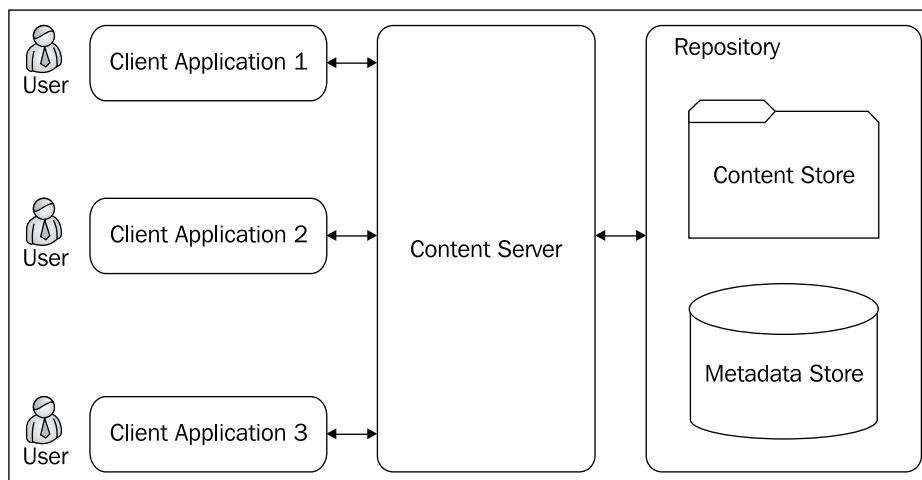 User
Client Application 1
User
Client Application 2
User
Client Application 3
Content Server
Repository
Content Store
Metadata Store